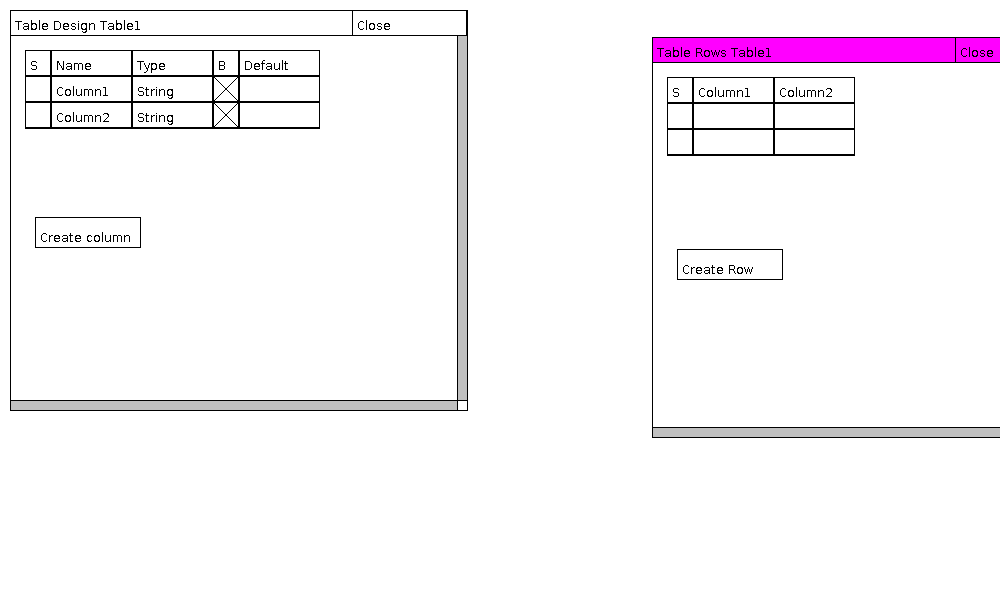 Table Design Table1 Close
S Name Type B Default
Column1 String
Column2 String
Create column
Table Rows Table1 Close
S Column1 Column2
Create Row